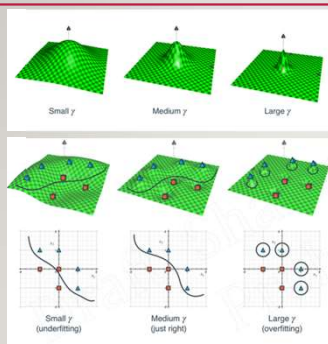 Small γ
Medium γ
Large γ
Small γ
(underfitting)
Medium γ
(just right)
Large γ
(overfitting)